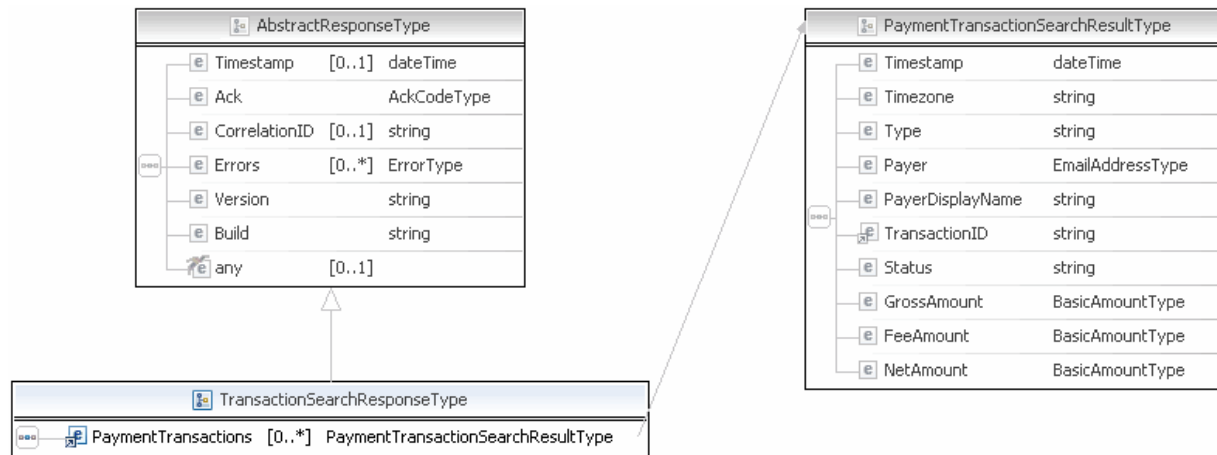 AbstractResponseType
Timestamp [0..1] dateTime
Ack AckCodeType
CorrelationID [0..1] string
Errors [0..*] ErrorType
Version string
Build string
any [0..1]
TransactionSearchResponseType
PaymentTransactions [0..*] PaymentTransactionSearchResultType
PaymentTransactionSearchResultType
Timestamp dateTime
Timezone string
Type string
Payer EmailAddressType
PayerDisplayName string
TransactionID string
Status string
GrossAmount BasicAmountType
FeeAmount BasicAmountType
NetAmount BasicAmountType